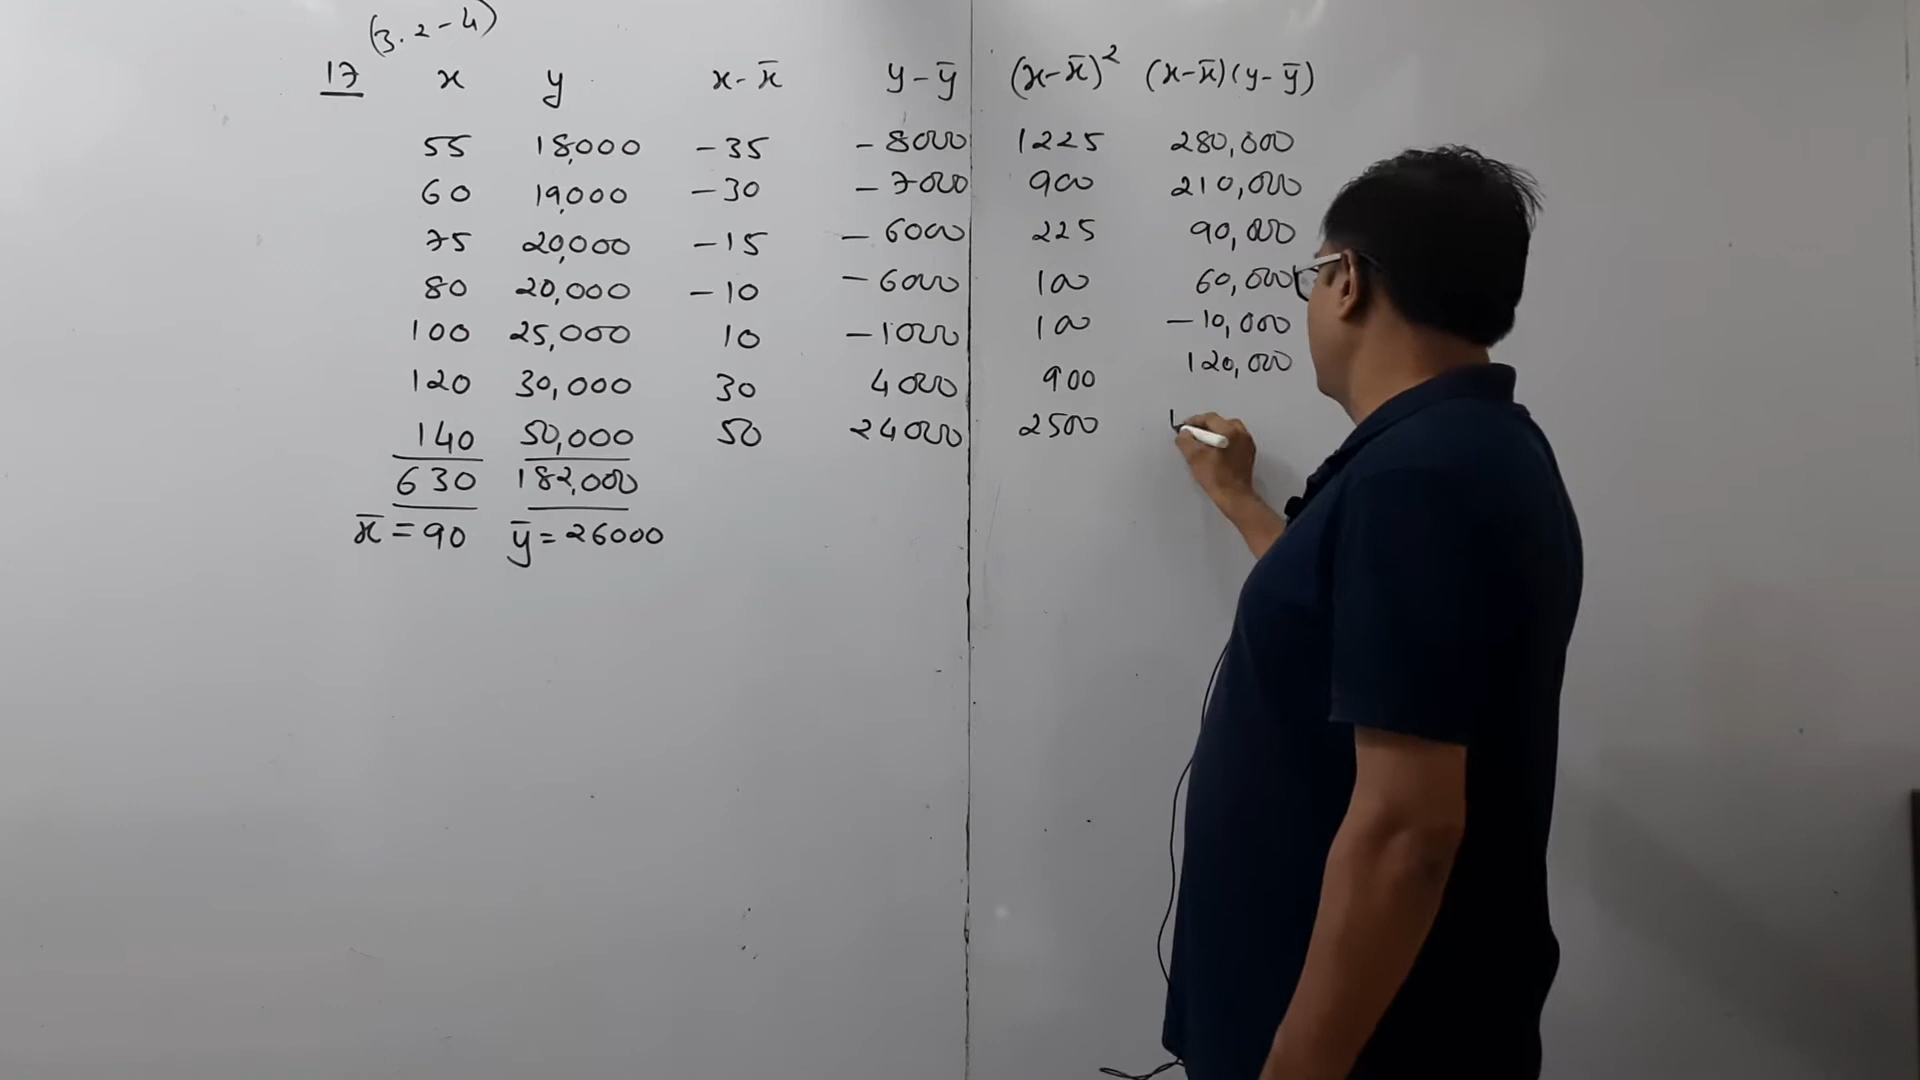 (3.2-4)
17 x y x-x̄ y-ȳ (x-x̄)² (x-x̄)(y-ȳ)
55 18,000 -35 -8000 1225 280,000
60 19,000 -30 -7000 900 210,000
75 20,000 -15 -6000 225 90,000
80 20,000 -10 -6000 100 60,000
100 25,000 10 -1000 100 -10,000
120 30,000 30 4000 900 120,000
140 50,000 50 24000 2500
630 182,000
x̄ = 90 ȳ = 26000